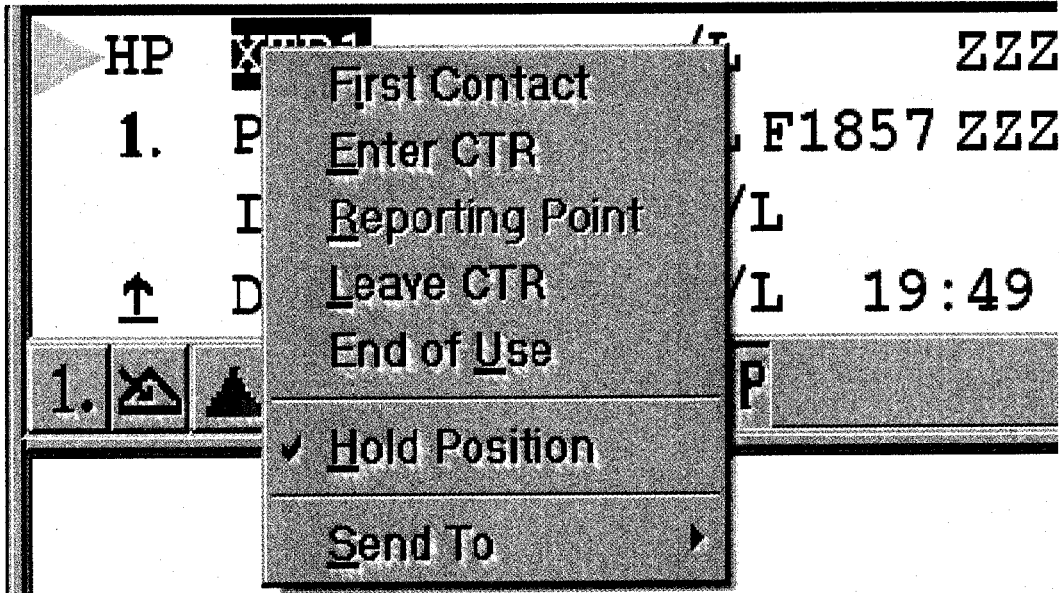 HP /L ZZZ
First Contact
1. P F1857 ZZZ
Enter CTR
I /L
Reporting Point
↑ D /L 19:49
Leave CTR
End of Use
1. P
Hold Position
Send To